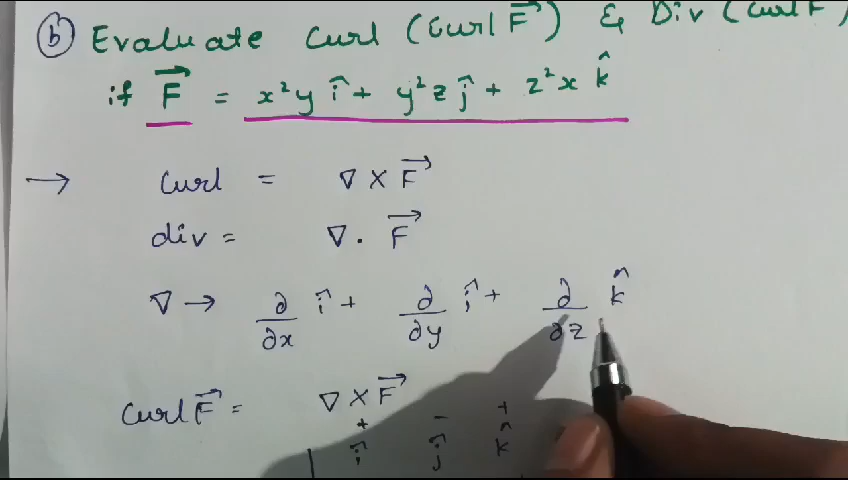 (b) Evaluate Curl (Curl F⃗) & Div (Curl F⃗)
if F⃗ = x²y î + y²z ĵ + z²x k̂
→ Curl = ∇ × F⃗
div = ∇ · F⃗
∇ → ∂/∂x î + ∂/∂y ĵ + ∂/∂z k̂
Curl F⃗ = ∇ × F⃗
+ - +
| î ĵ k̂